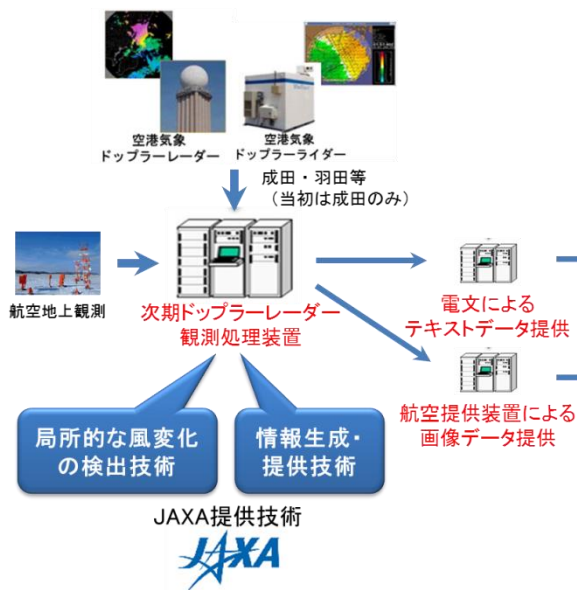 空港気象
ドップラーレーダー
空港気象
ドップラーライダー
成田・羽田等
（当初は成田のみ）
航空地上観測
次期ドップラーレーダー
観測処理装置
電文による
テキストデータ提供
航空提供装置による
画像データ提供
局所的な風変化
の検出技術
情報生成・
提供技術
JAXA提供技術
JAXA